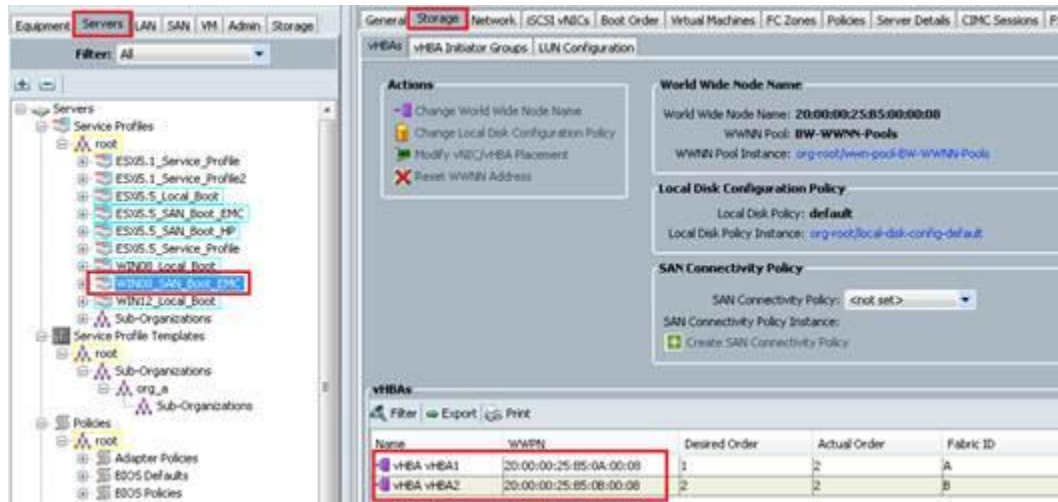 Equipment Servers LAN SAN VM Admin Storage
Filter: All
Servers
Service Profiles
root
ESXi5.1_Service_Profile
ESXi5.1_Service_Profile2
ESXi5.5_Local_Boot
ESXi5.5_SAN_Boot_EMC
ESXi5.5_SAN_Boot_HP
ESXi5.5_Service_Profile
WIN08_Local_Boot
WIN08_SAN_Boot_EMC
WIN12_Local_Boot
Sub-Organizations
Service Profile Templates
root
Sub-Organizations
org_a
Sub-Organizations
Policies
root
Adapter Policies
BIOS Defaults
BIOS Policies
General Storage Network iSCSI vNICs Boot Order Virtual Machines FC Zones Policies Server Details CIMC Sessions F
vHBAs vHBA Initiator Groups LUN Configuration
Actions
Change World Wide Node Name
Change Local Disk Configuration Policy
Modify vNIC/vHBA Placement
Reset WWNN Address
World Wide Node Name
World Wide Node Name: 20:00:00:25:B5:00:00:08
WWNN Pool: BW-WWNN-Pools
WWNN Pool Instance: org-root/wwn-pool-BW-WWNN-Pools
Local Disk Configuration Policy
Local Disk Policy: default
Local Disk Policy Instance: org-root/local-disk-config-default
SAN Connectivity Policy
SAN Connectivity Policy: <not set>
SAN Connectivity Policy Instance:
Create SAN Connectivity Policy
vHBAs
Filter Export Print
Name WWPN Desired Order Actual Order Fabric ID
vHBA vHBA1 20:00:00:25:B5:0A:00:08 1 2 A
vHBA vHBA2 20:00:00:25:B5:0B:00:08 2 2 B